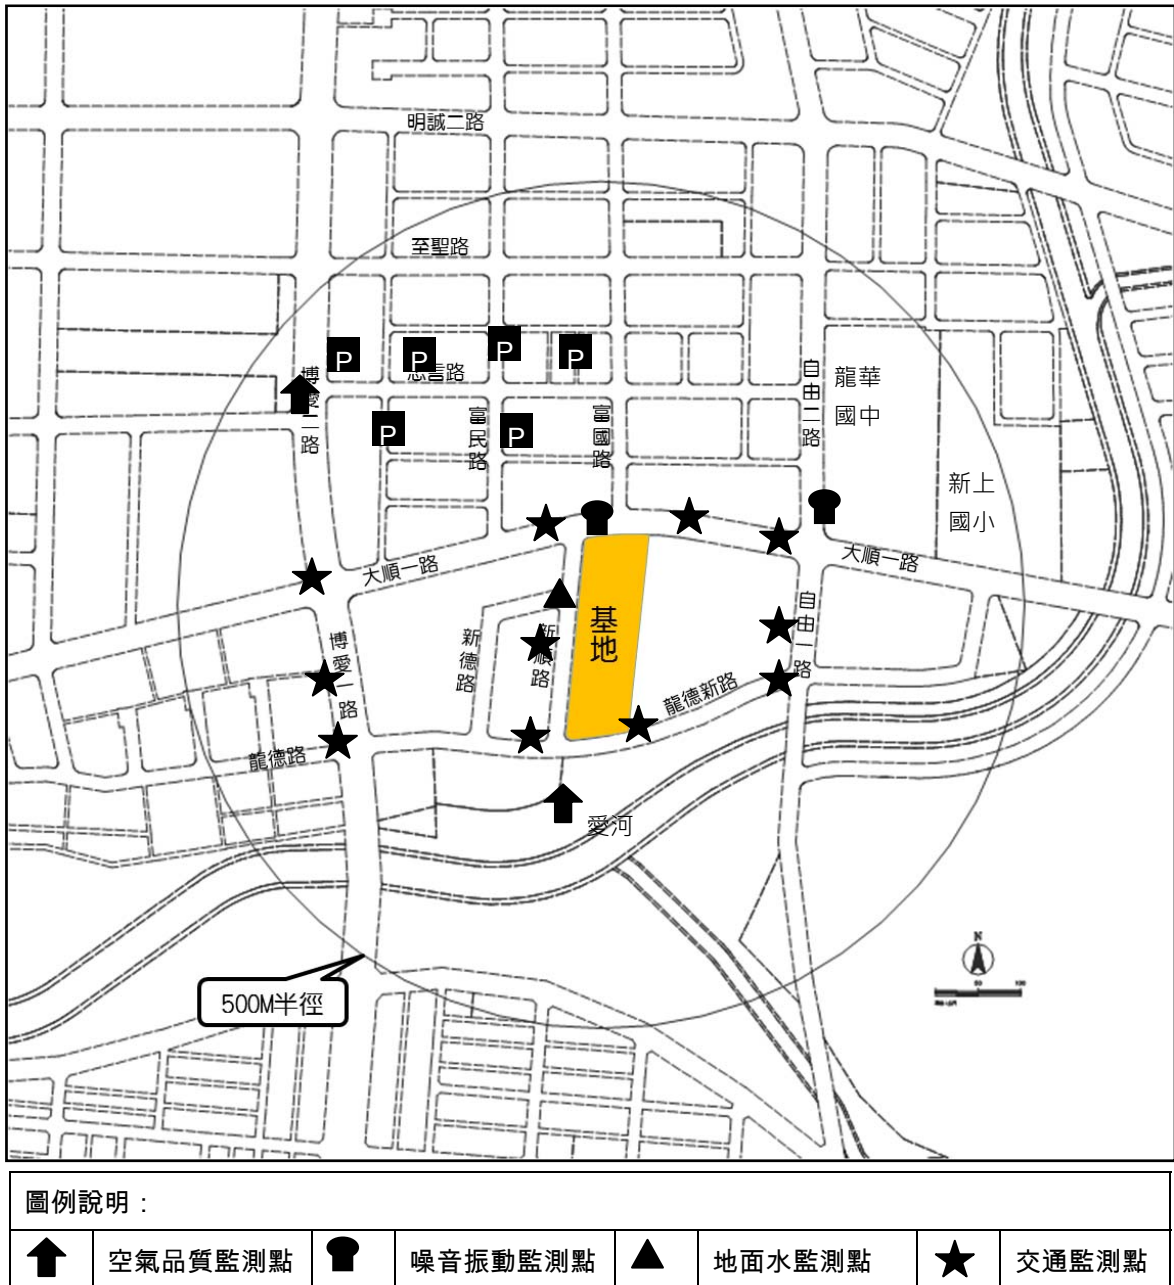 明誠二路
至聖路
P
P
P
P
言路
博愛二路
自由二路
龍華
國中
P
P
富民路
富國路
新上
國小
大順一路
大順一路
基地
自由一路
新德路
新順路
博愛一路
龍德新路
龍德路
愛河
N
500M半徑
圖例說明：
空氣品質監測點
噪音振動監測點
地面水監測點
交通監測點